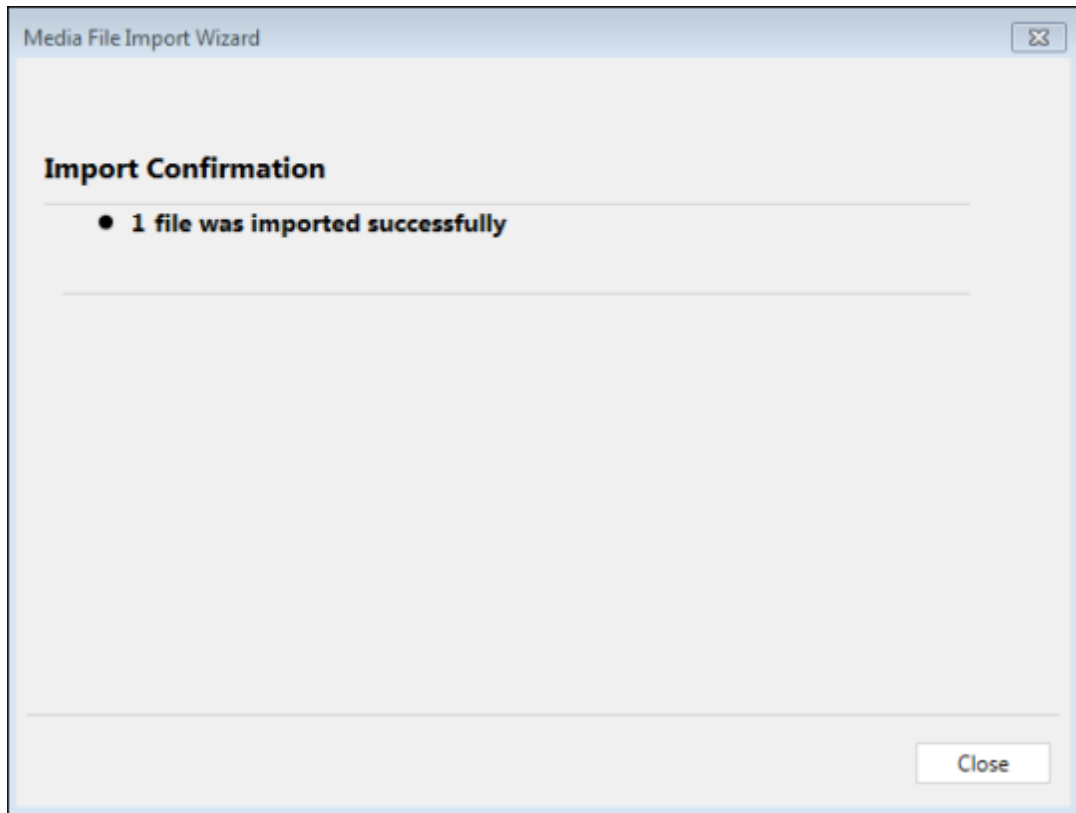 Media File Import Wizard
Import Confirmation
● 1 file was imported successfully
Close